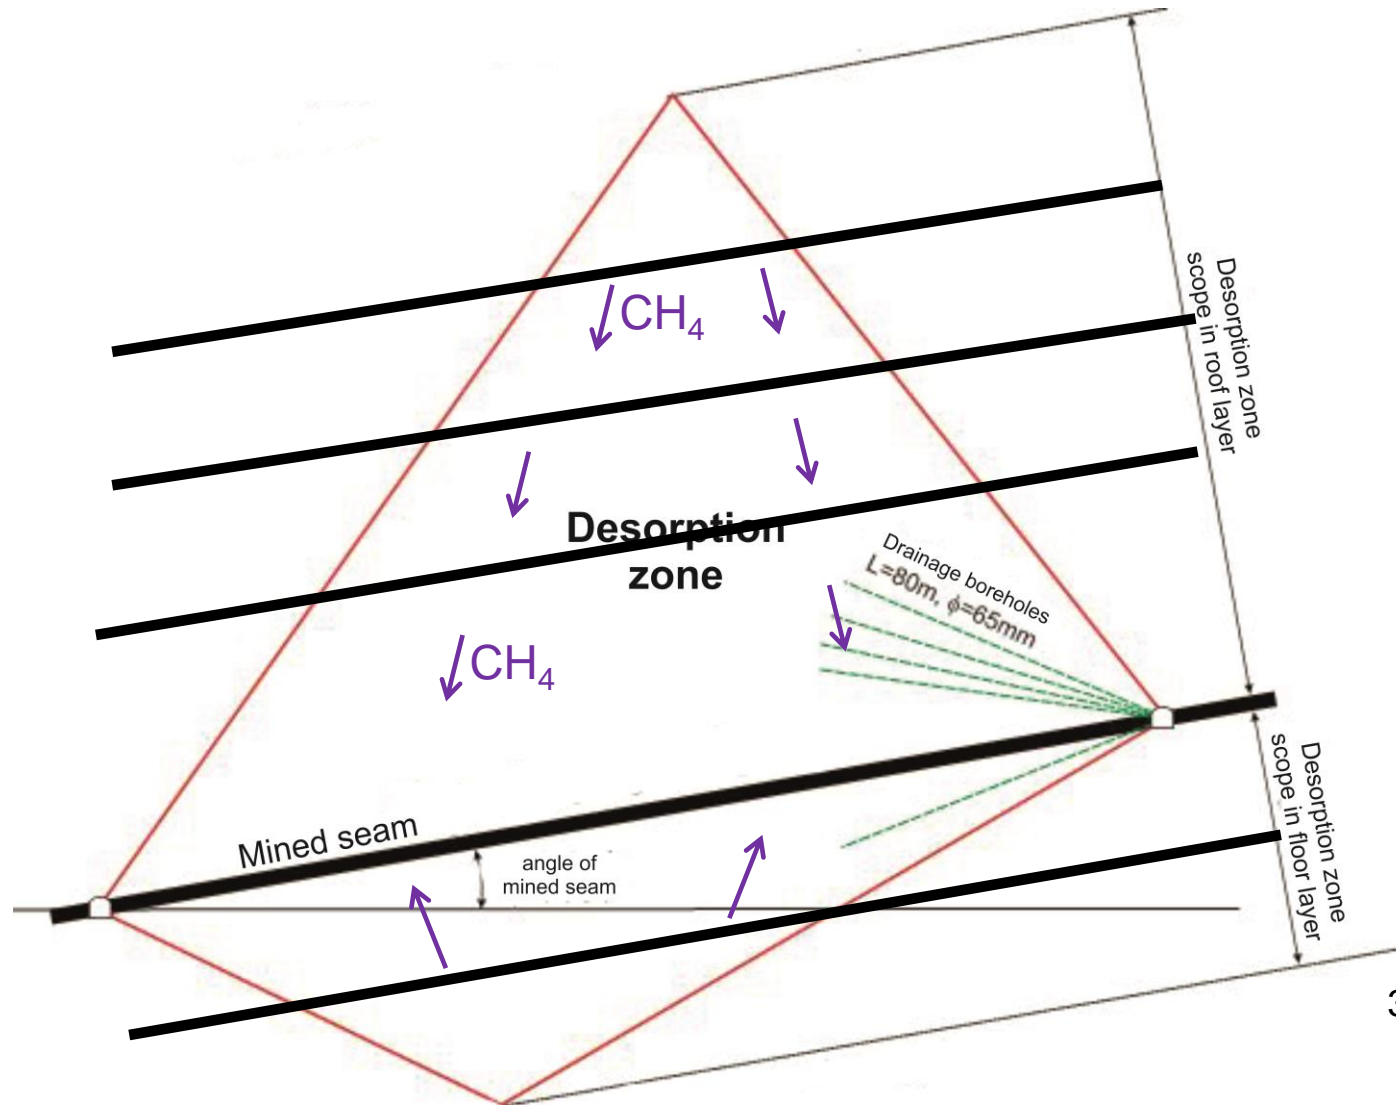 CH₄
Desorption zone
scope in roof layer
Desorption
zone
Drainage boreholes
L=80m, ϕ=65mm
CH₄
Mined seam
angle of
mined seam
Desorption zone
scope in floor layer